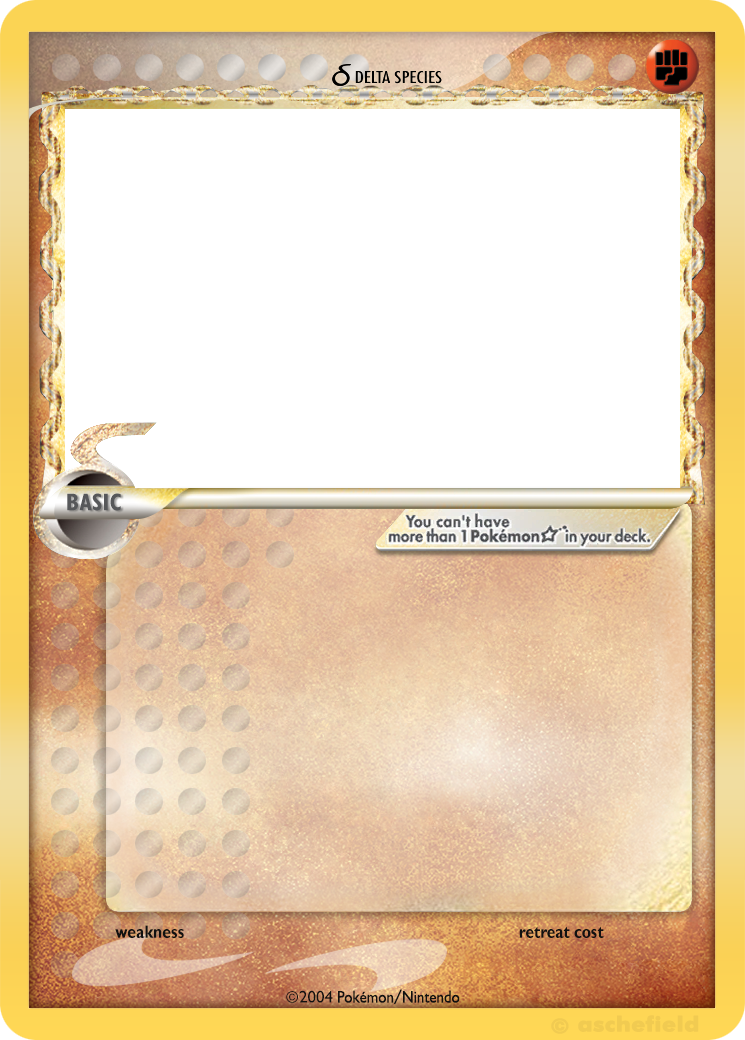 δ DELTA SPECIES
BASIC
You can't have
more than 1 Pokémon☆ in your deck.
weakness
retreat cost
©2004 Pokémon/Nintendo
© aschefield